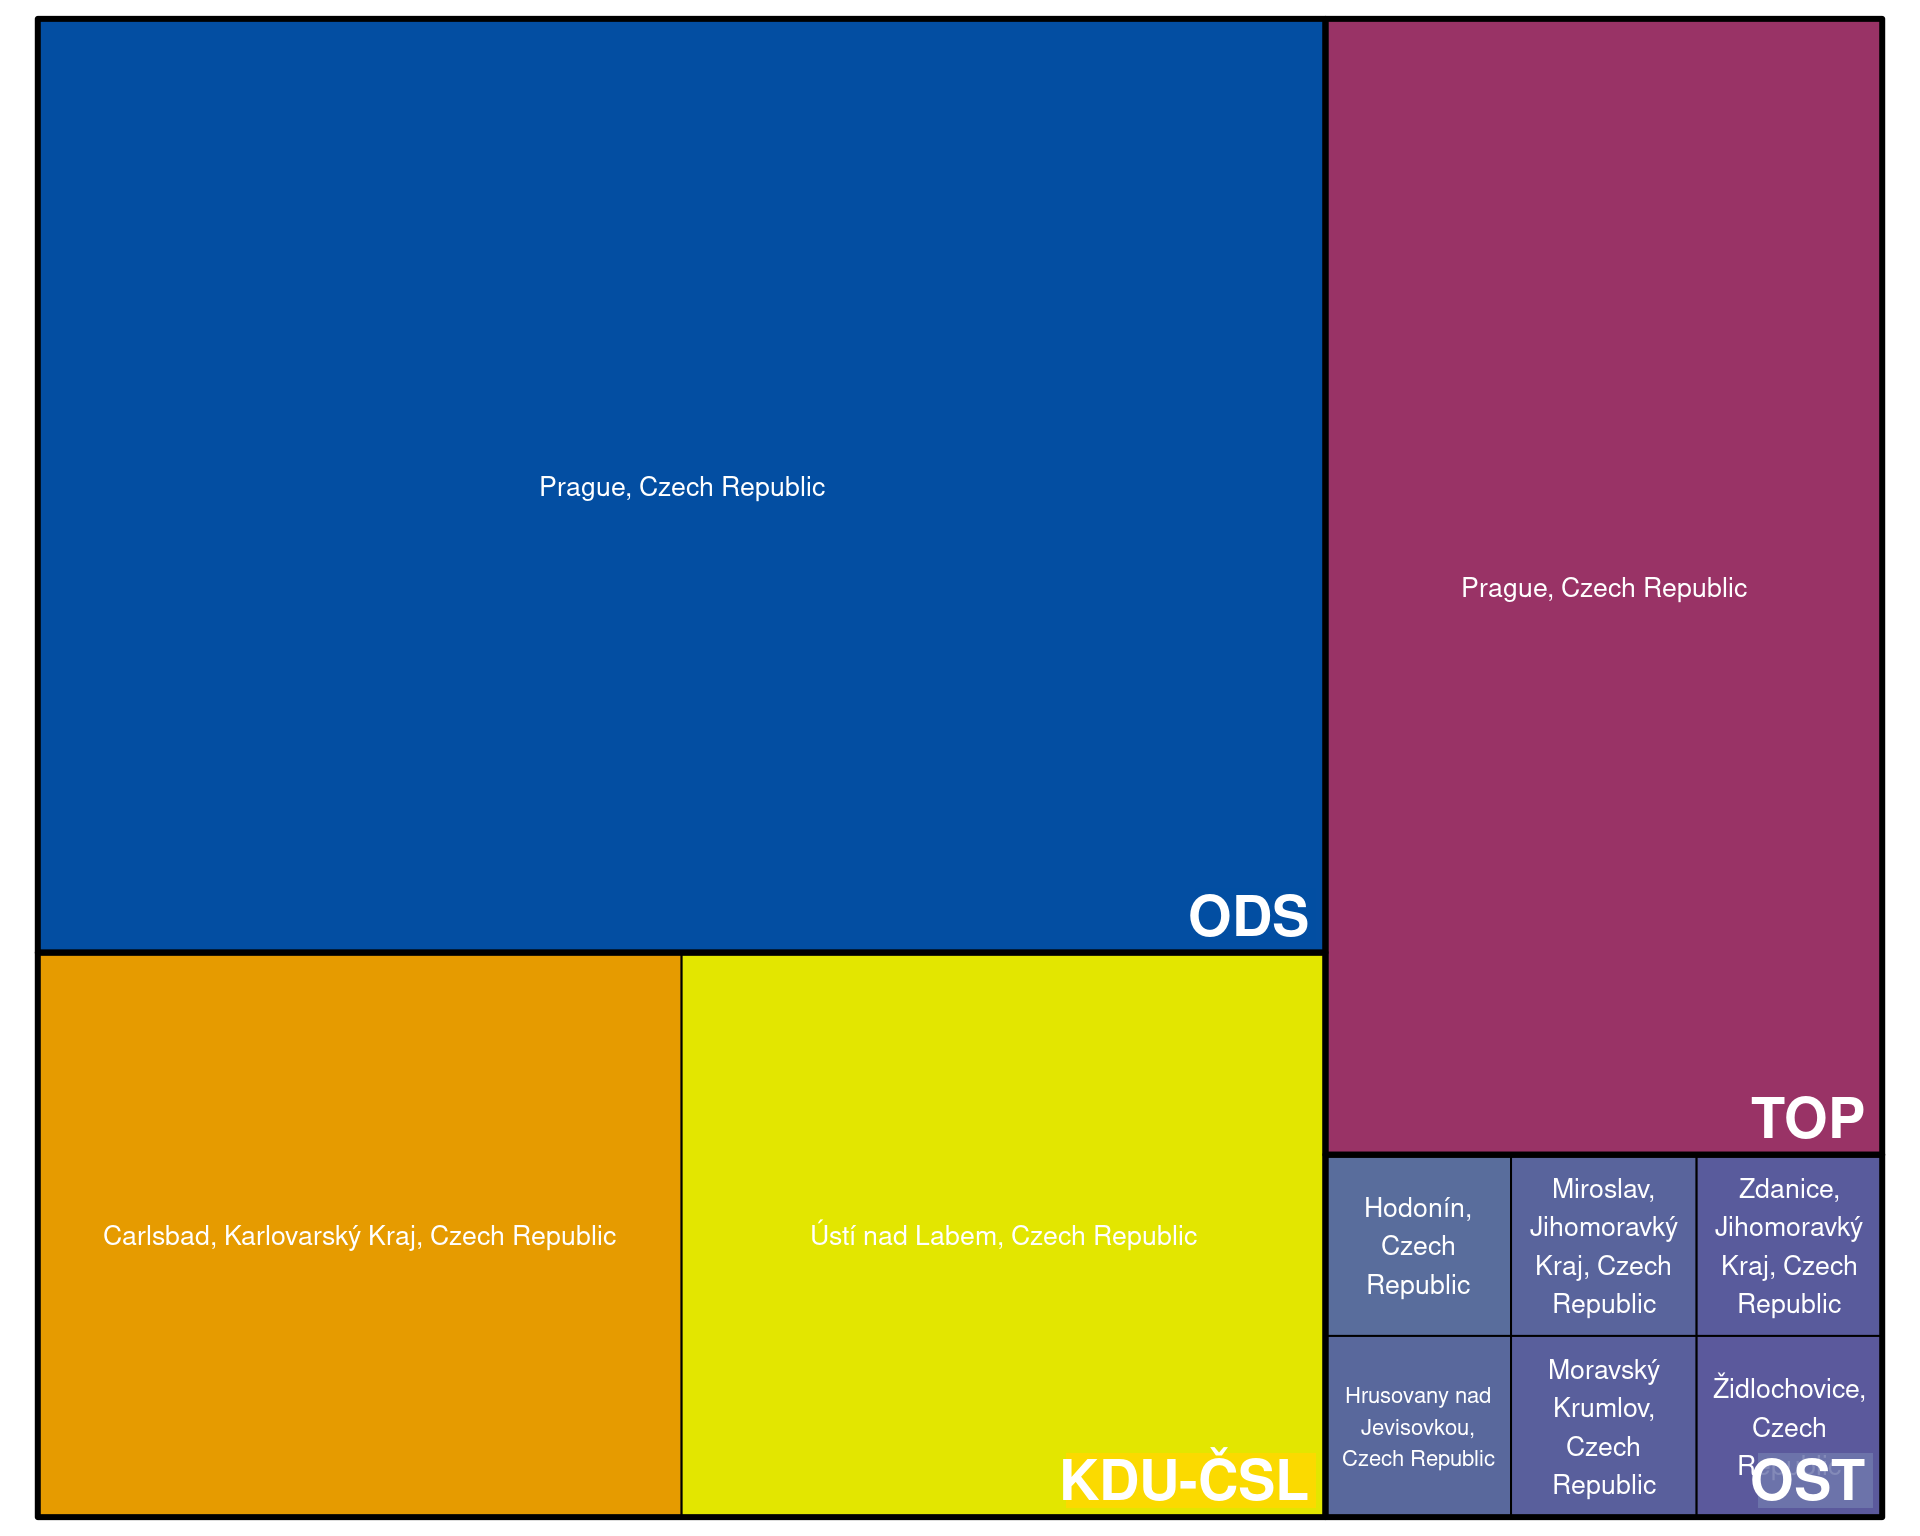 Prague, Czech Republic
ODS
Prague, Czech Republic
TOP
Carlsbad, Karlovarský Kraj, Czech Republic
Ústí nad Labem, Czech Republic
KDU-ČSL
Hodonín,
Czech
Republic
Miroslav,
Jihomoravký
Kraj, Czech
Republic
Zdanice,
Jihomoravký
Kraj, Czech
Republic
Hrusovany nad
Jevisovkou,
Czech Republic
Moravský
Krumlov,
Czech
Republic
Židlochovice,
Czech
Republic
OST